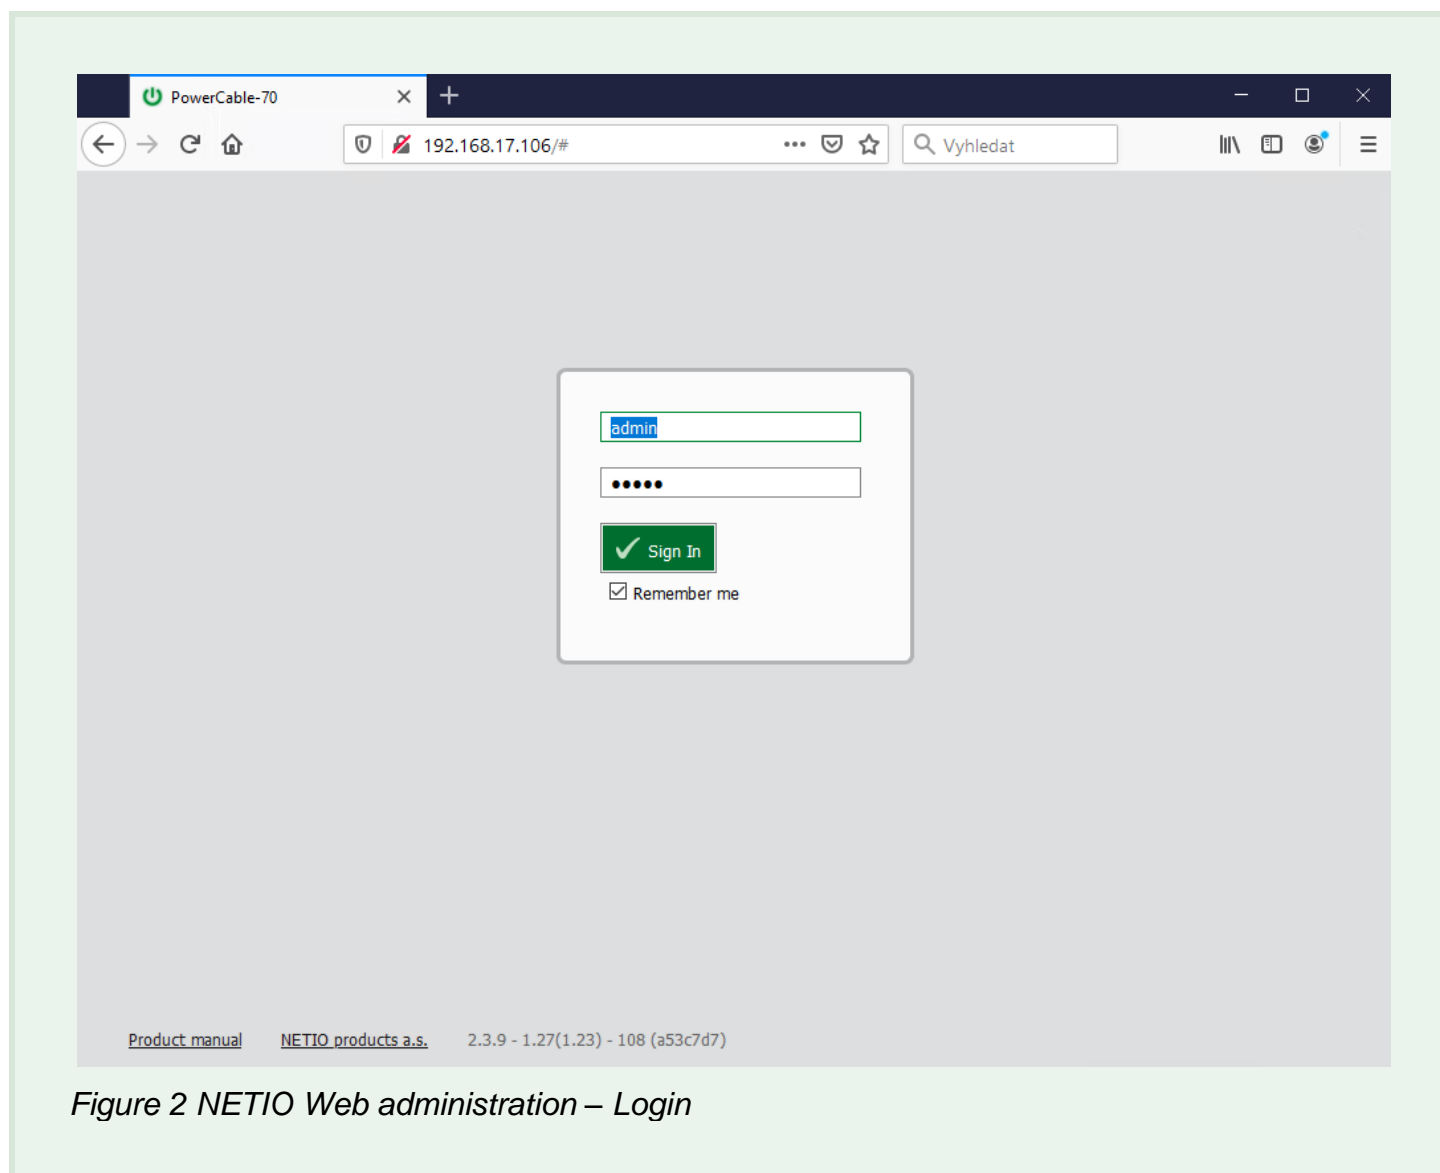 PowerCable-70
192.168.17.106/#
Vyhledat
admin
•••••
Sign In
Remember me
Product manual NETIO products a.s. 2.3.9 - 1.27(1.23) - 108 (a53c7d7)
Figure 2 NETIO Web administration – Login